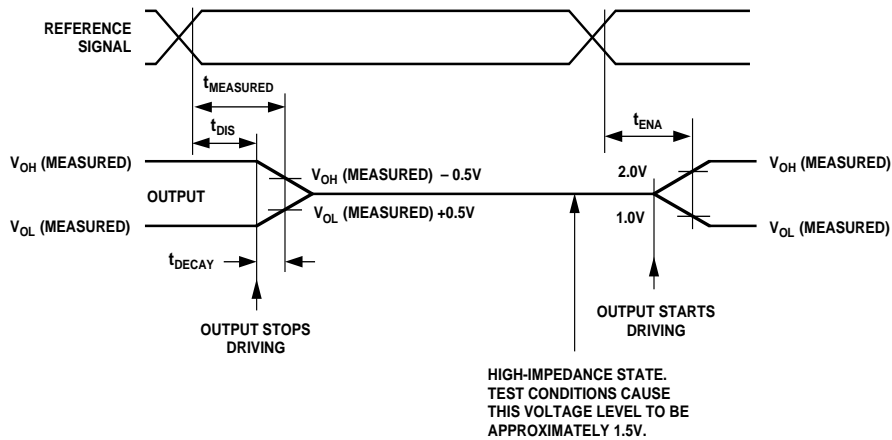 REFERENCE
SIGNAL
tMEASURED
tDIS
tENA
VOH (MEASURED)
VOH (MEASURED) – 0.5V
2.0V
VOH (MEASURED)
OUTPUT
VOL (MEASURED) +0.5V
1.0V
VOL (MEASURED)
VOL (MEASURED)
tDECAY
OUTPUT STOPS
DRIVING
OUTPUT STARTS
DRIVING
HIGH-IMPEDANCE STATE.
TEST CONDITIONS CAUSE
THIS VOLTAGE LEVEL TO BE
APPROXIMATELY 1.5V.